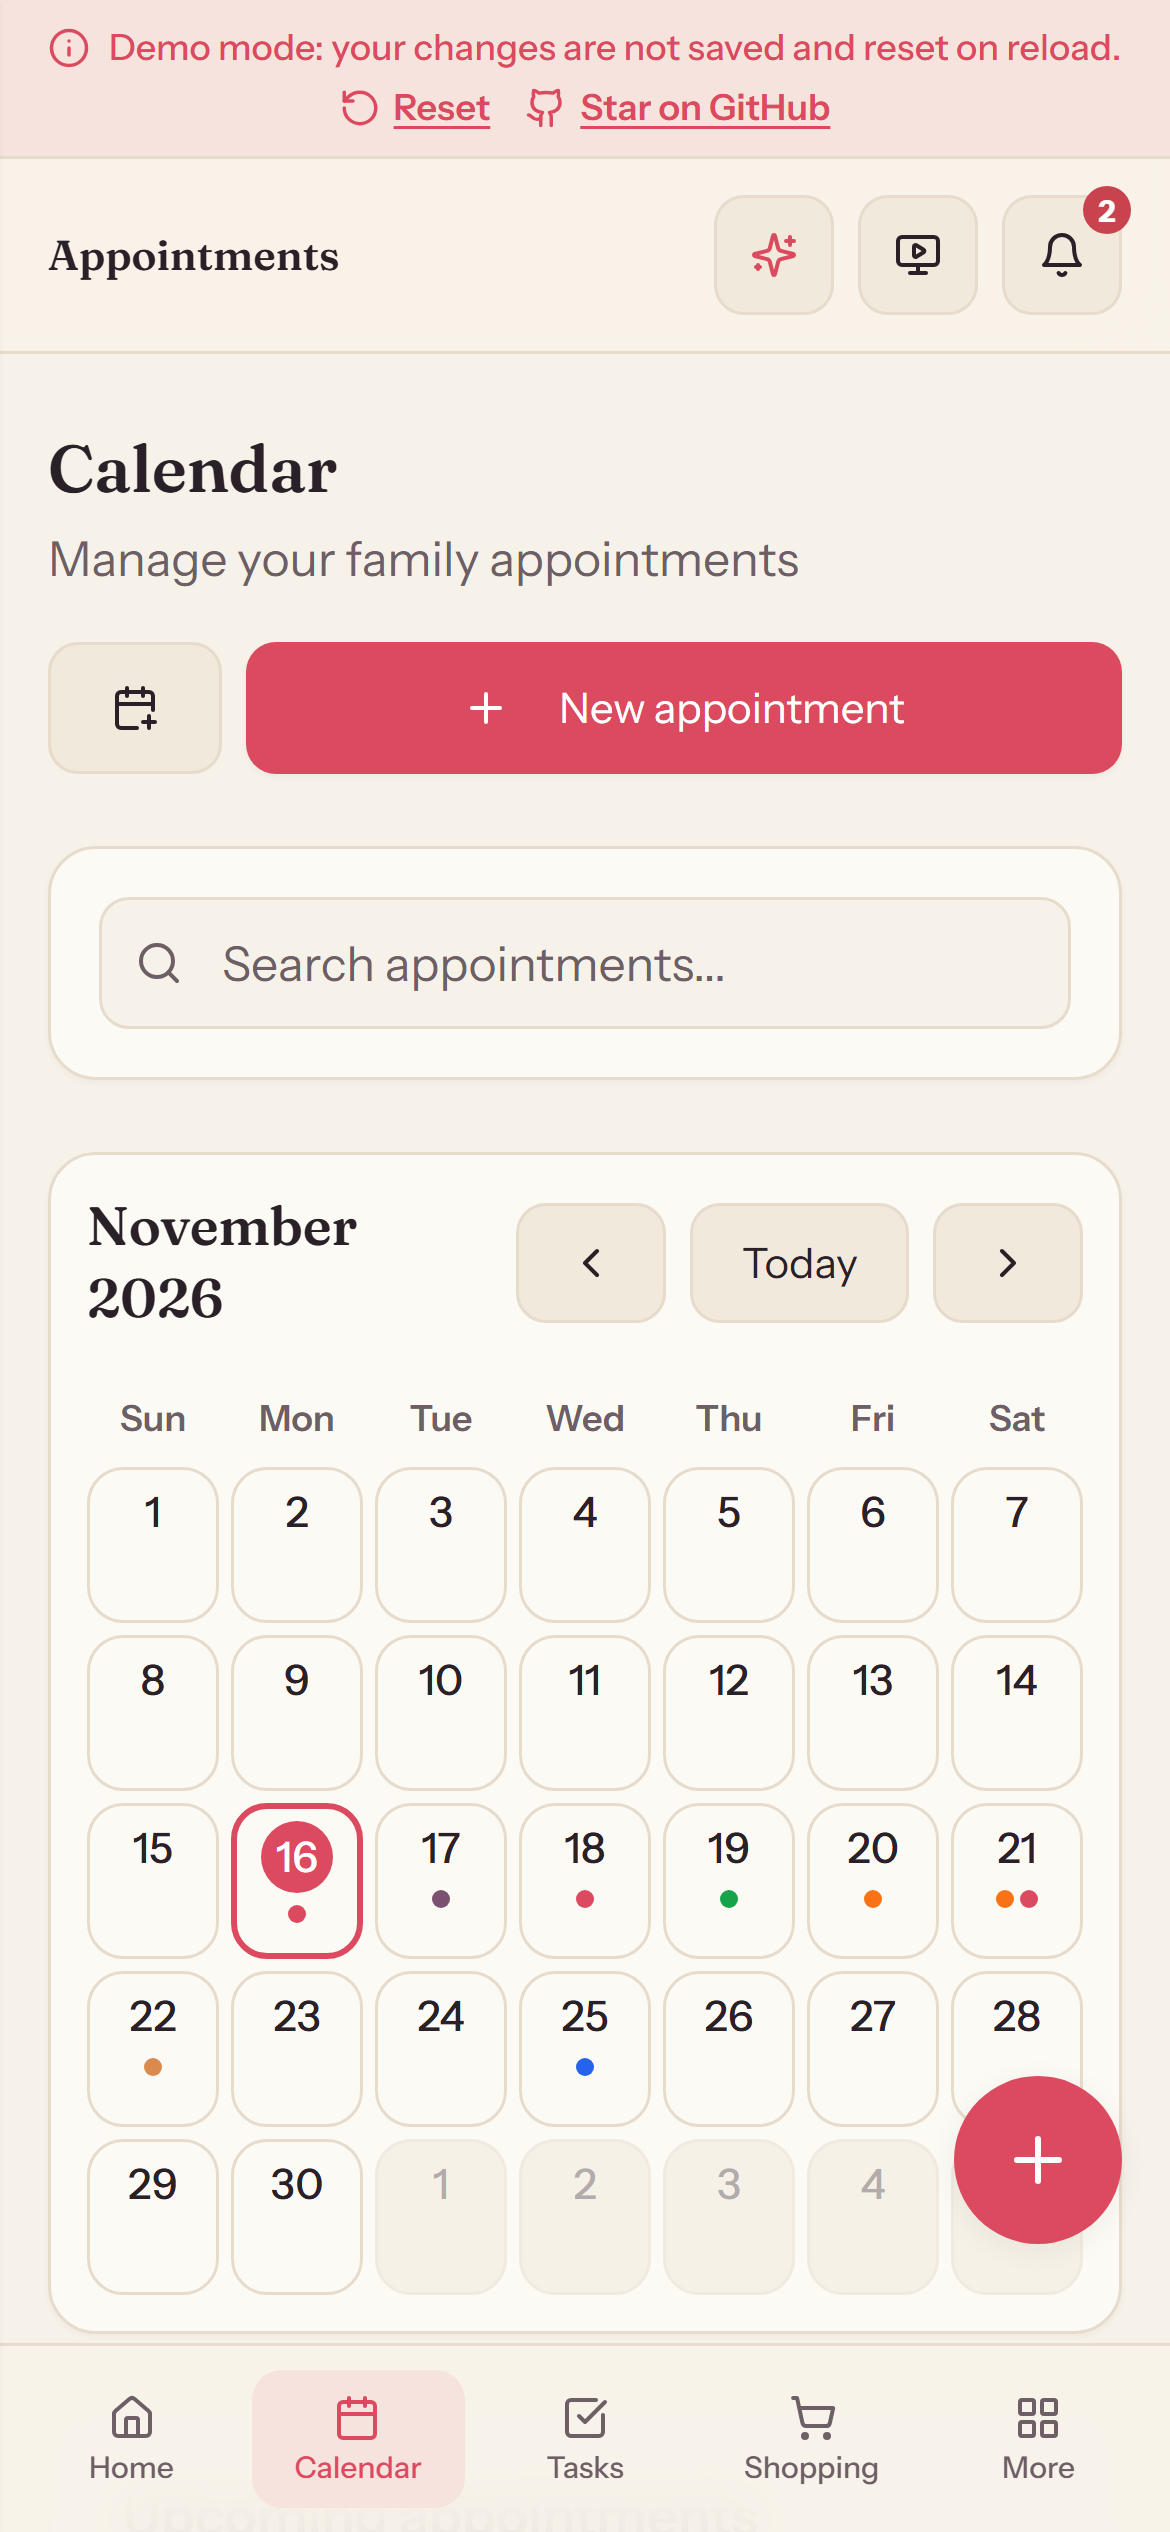 Demo mode: your changes are not saved and reset on reload.
Reset Star on GitHub
Appointments
2
Calendar
Manage your family appointments
New appointment
Search appointments...
November
2026
Today
Sun Mon Tue Wed Thu Fri Sat
1 2 3 4 5 6 7
8 9 10 11 12 13 14
15 16 17 18 19 20 21
22 23 24 25 26 27 28
29 30 1 2 3 4
Home Calendar Tasks Shopping More
Upcoming appointments